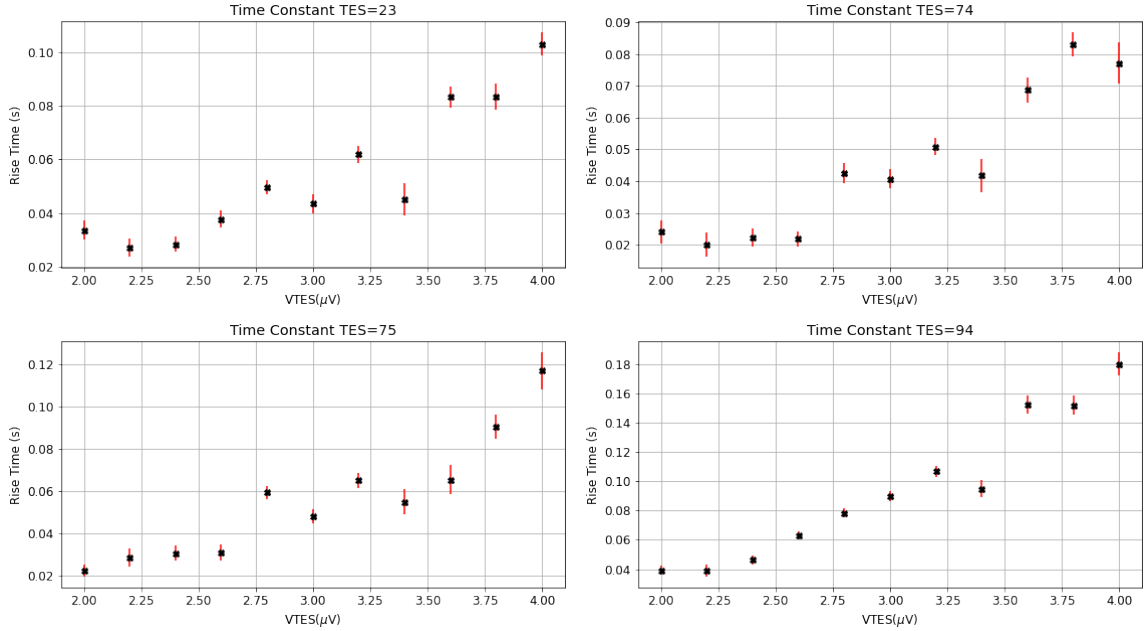 Time Constant TES=23
Rise Time (s)
0.10
0.08
0.06
0.04
0.02
2.00 2.25 2.50 2.75 3.00 3.25 3.50 3.75 4.00
VTES(μV)
Time Constant TES=74
Rise Time (s)
0.09
0.08
0.07
0.06
0.05
0.04
0.03
0.02
2.00 2.25 2.50 2.75 3.00 3.25 3.50 3.75 4.00
VTES(μV)
Time Constant TES=75
Rise Time (s)
0.12
0.10
0.08
0.06
0.04
0.02
2.00 2.25 2.50 2.75 3.00 3.25 3.50 3.75 4.00
VTES(μV)
Time Constant TES=94
Rise Time (s)
0.18
0.16
0.14
0.12
0.10
0.08
0.06
0.04
2.00 2.25 2.50 2.75 3.00 3.25 3.50 3.75 4.00
VTES(μV)